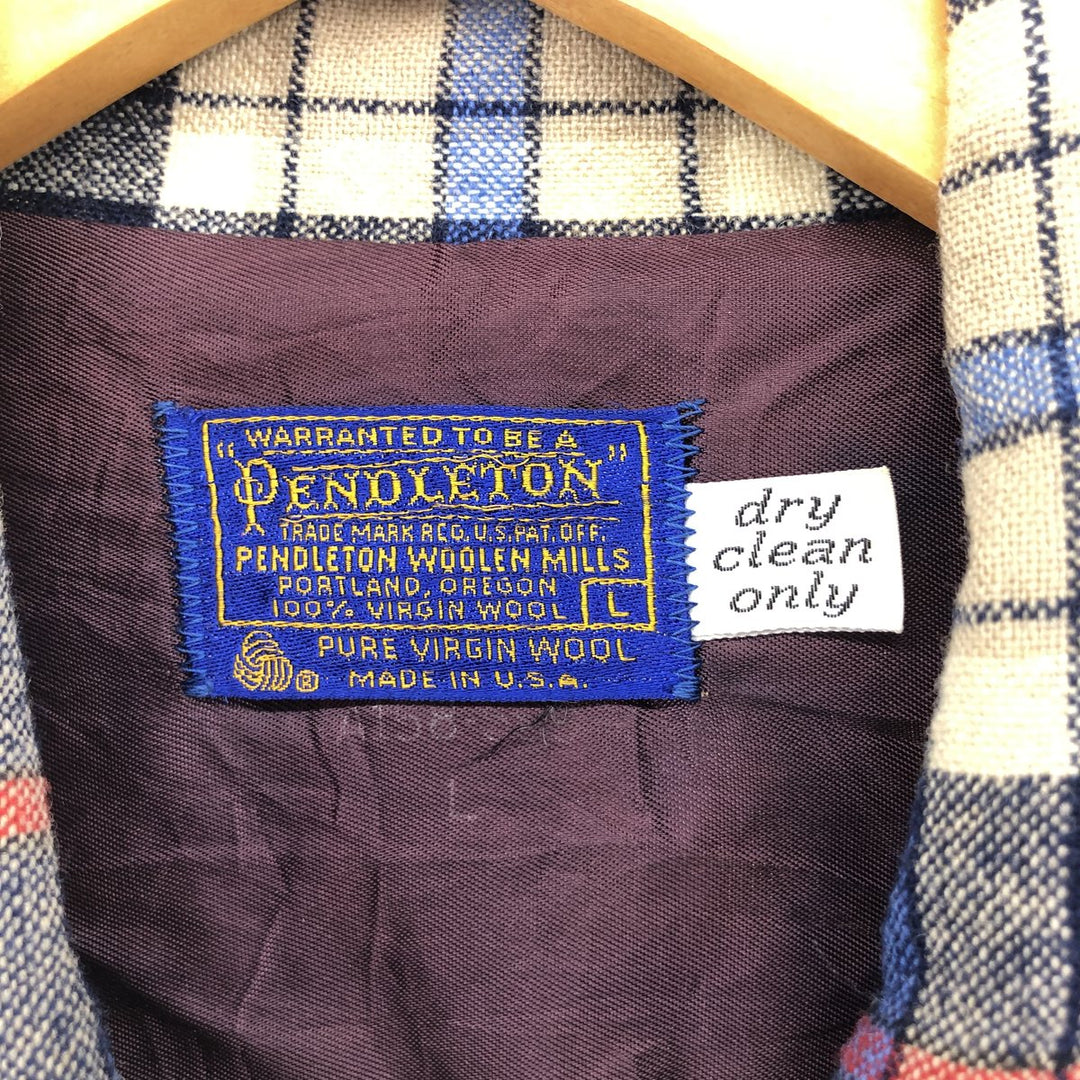 WARRANTED TO BE A
"PENDLETON"
TRADE MARK REG. U.S. PAT. OFF.
PENDLETON WOOLEN MILLS
PORTLAND, OREGON
100% VIRGIN WOOL
L
PURE VIRGIN WOOL
® MADE IN U.S.A.
dry
clean
only
L